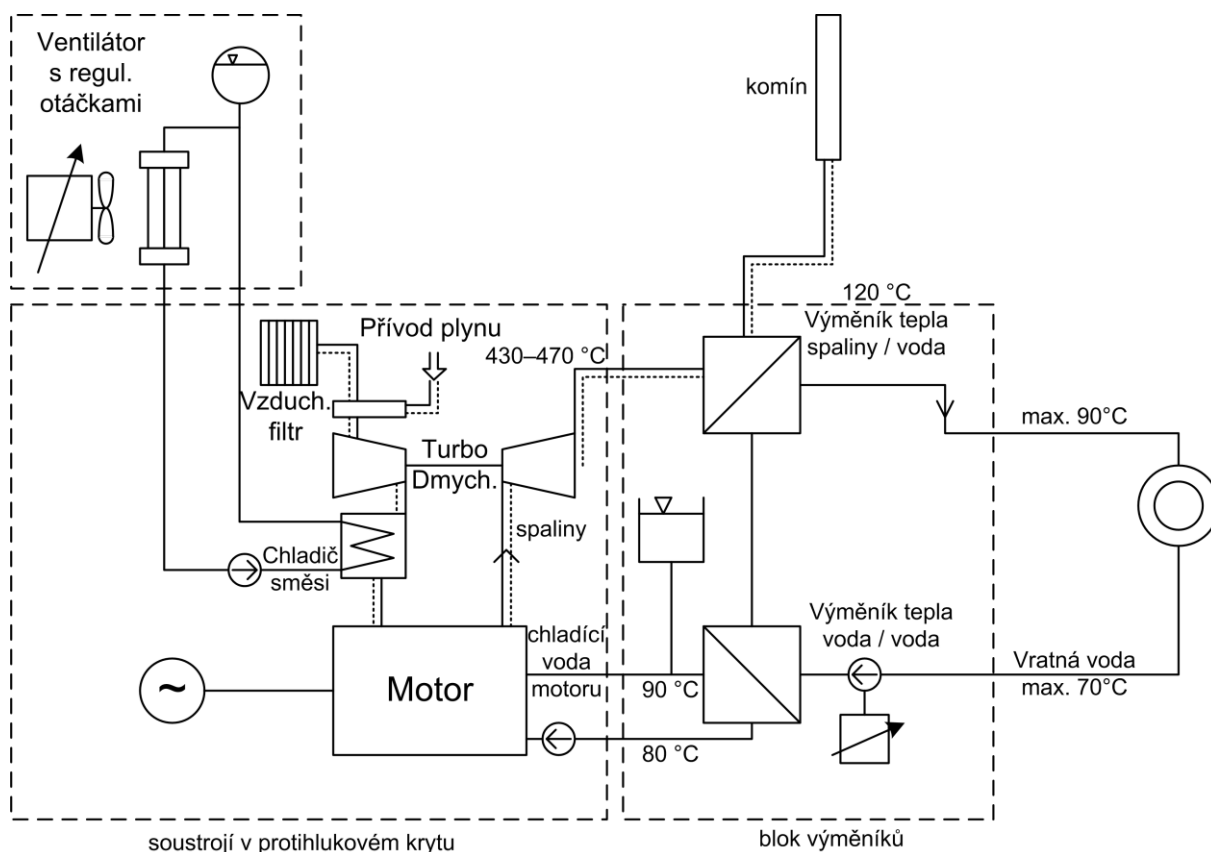 Ventilátor
s regul.
otáčkami
komín
120 °C
Výměník tepla
spaliny / voda
Přívod plynu
430–470 °C
Vzduch.
filtr
max. 90°C
Turbo
Dmych.
spaliny
Chladič
směsi
chladící
voda
motoru
Výměník tepla
voda / voda
Vratná voda
max. 70°C
~
Motor
90 °C
80 °C
soustrojí v protihlukovém krytu
blok výměníků